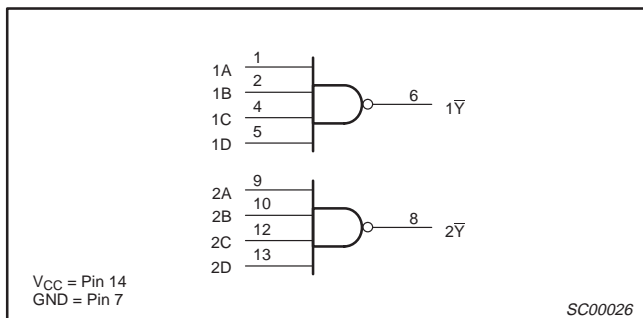 1A 1
1B 2
1C 4
1D 5
6 1Y̅
2A 9
2B 10
2C 12
2D 13
8 2Y̅
VCC = Pin 14
GND = Pin 7
SC00026